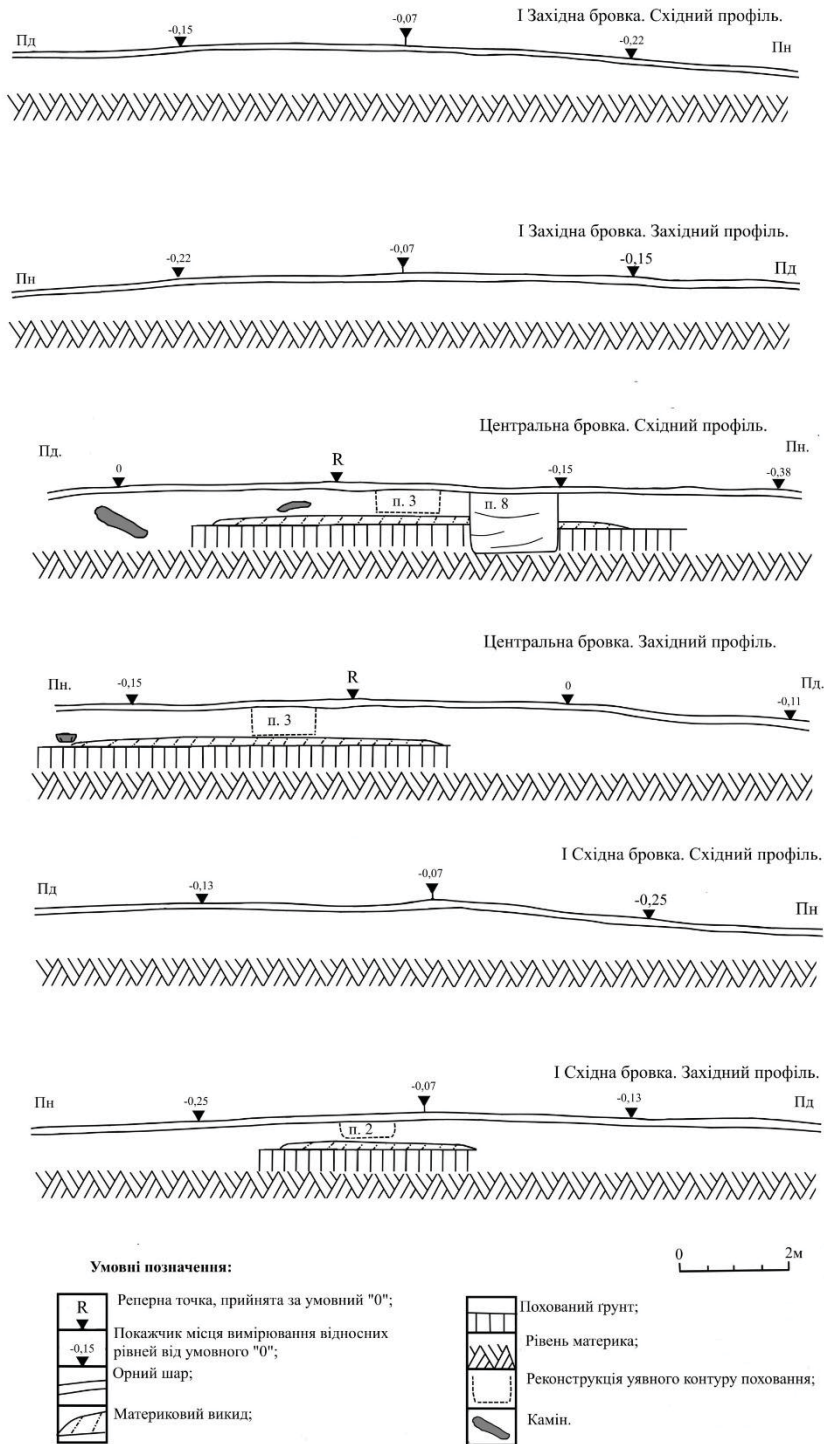 І Західна бровка. Східний профіль.
Пд -0,15 -0,07 -0,22 Пн
І Західна бровка. Західний профіль.
Пн -0,22 -0,07 -0,15 Пд
Центральна бровка. Східний профіль.
Пд. 0 R -0,15 -0,38 Пн.
п. 3 п. 8
Центральна бровка. Західний профіль.
Пн. -0,15 R 0 -0,11 Пд.
п. 3
І Східна бровка. Східний профіль.
Пд -0,13 -0,07 -0,25 Пн
І Східна бровка. Західний профіль.
Пн -0,25 -0,07 -0,13 Пд
п. 2
0 2м
Умовні позначення:
R Реперна точка, прийнята за умовний "0";
Покажчик місця вимірювання відносних
-0,15 рівней від умовного "0";
Орний шар;
Материковий викид;
Похований ґрунт;
Рівень материка;
Реконструкція уявного контуру поховання;
Камін.